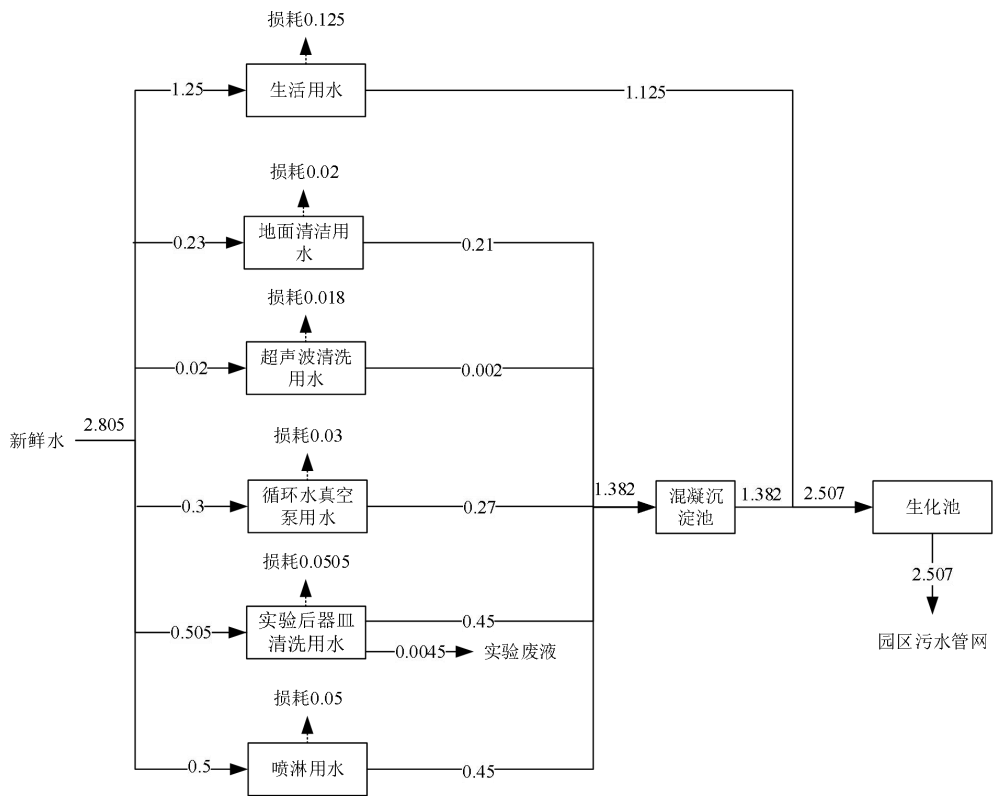 损耗0.125
1.25
生活用水
1.125
损耗0.02
0.23
地面清洁用
水
0.21
损耗0.018
0.02
超声波清洗
用水
0.002
新鲜水
2.805
损耗0.03
0.3
循环水真空
泵用水
0.27
1.382
混凝沉
淀池
1.382
2.507
生化池
2.507
园区污水管网
损耗0.0505
0.505
实验后器皿
清洗用水
0.45
0.0045
实验废液
损耗0.05
0.5
喷淋用水
0.45